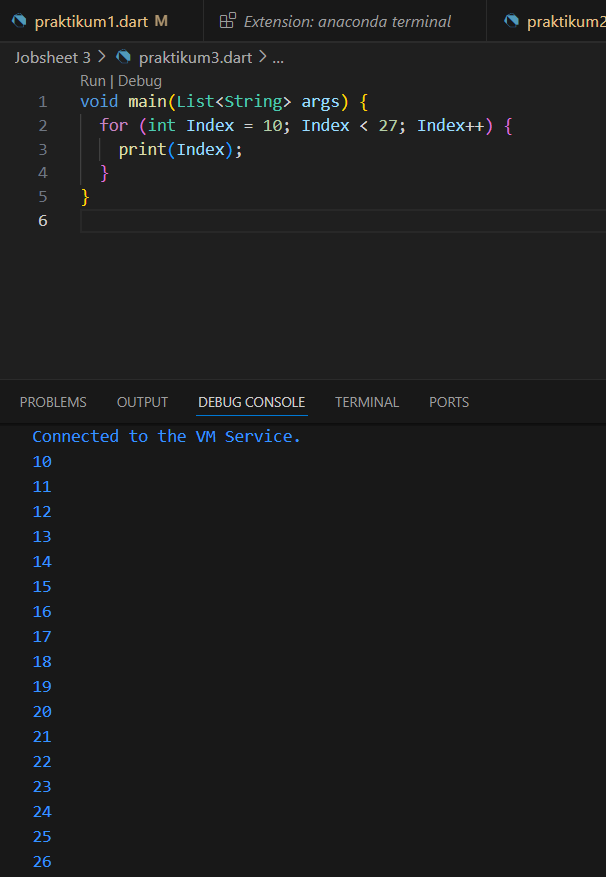 praktikum1.dart M Extension: anaconda terminal praktikum2
Jobsheet 3 > praktikum3.dart > ...
Run | Debug
1 void main(List<String> args) {
2   for (int Index = 10; Index < 27; Index++) {
3     print(Index);
4   }
5 }
6
PROBLEMS OUTPUT DEBUG CONSOLE TERMINAL PORTS
Connected to the VM Service.
10
11
12
13
14
15
16
17
18
19
20
21
22
23
24
25
26